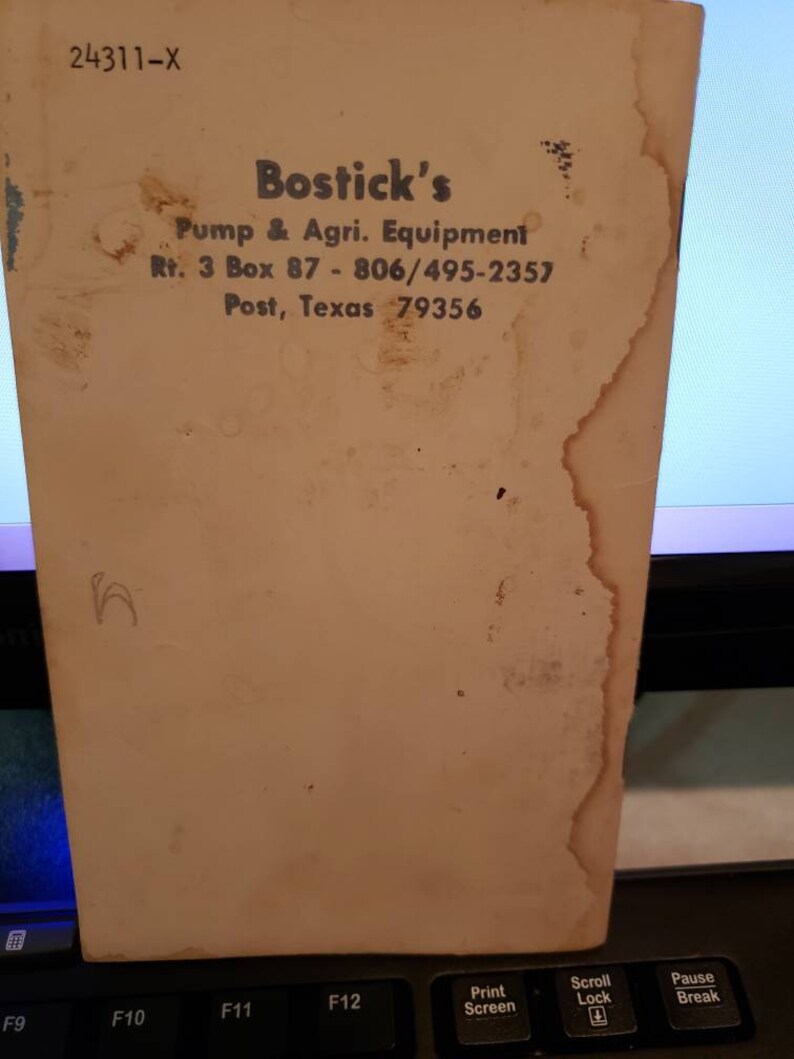 24311-X
Bostick's
Pump & Agri. Equipment
Rt. 3 Box 87 - 806/495-2357
Post, Texas 79356
F9
F10
F11
F12
Print
Screen
Scroll
Lock
Pause
Break